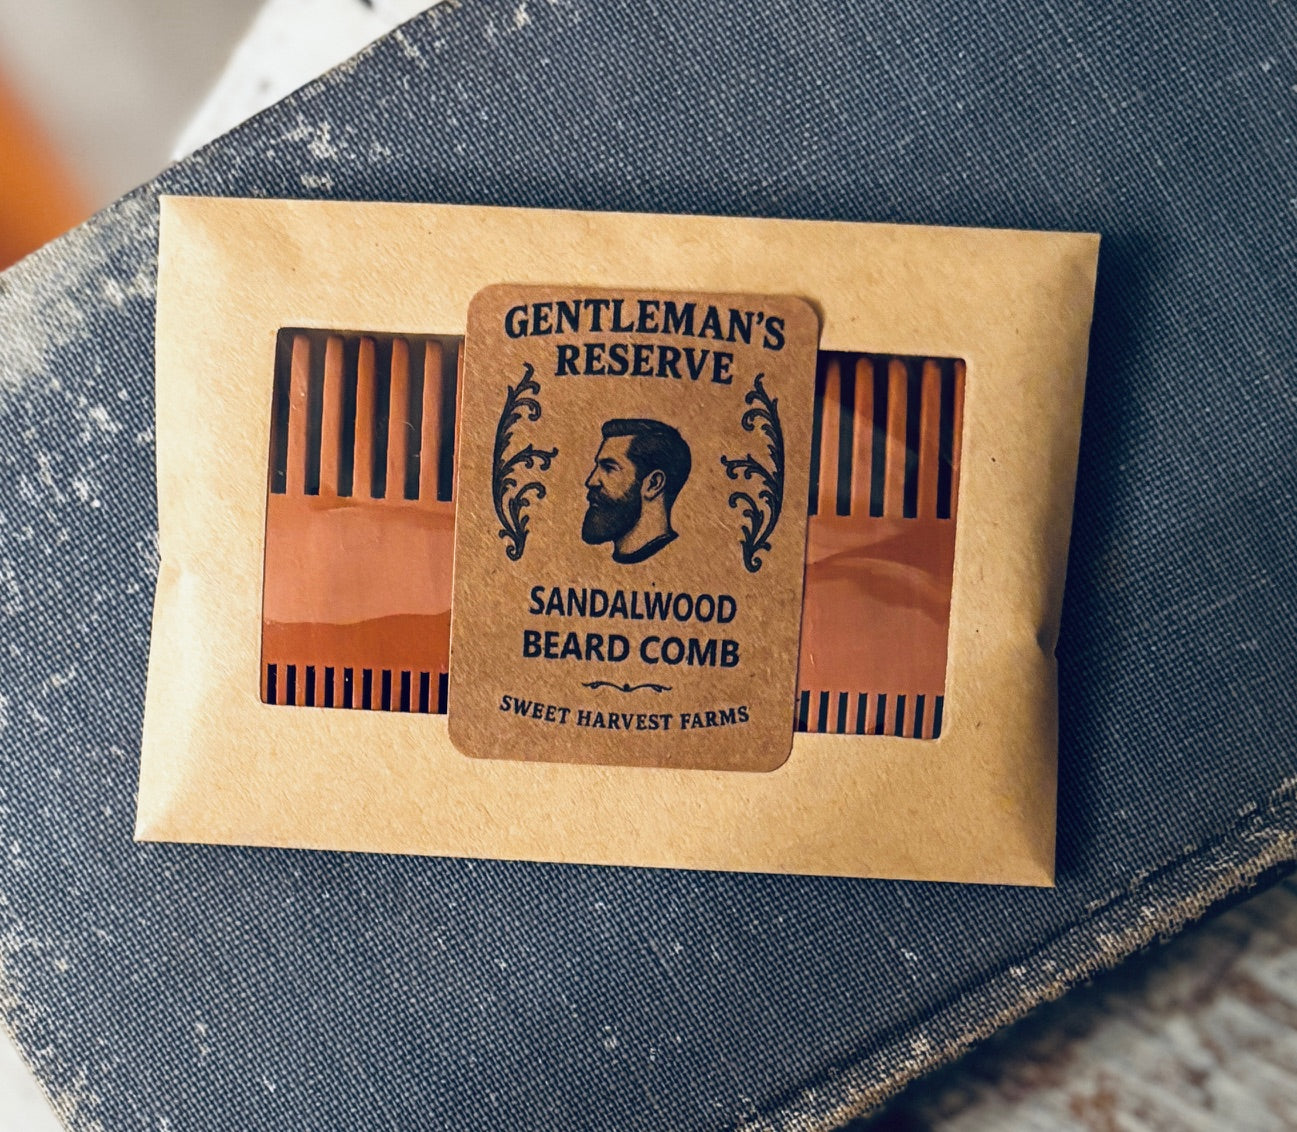 GENTLEMAN'S
RESERVE
SANDALWOOD
BEARD COMB
SWEET HARVEST FARMS